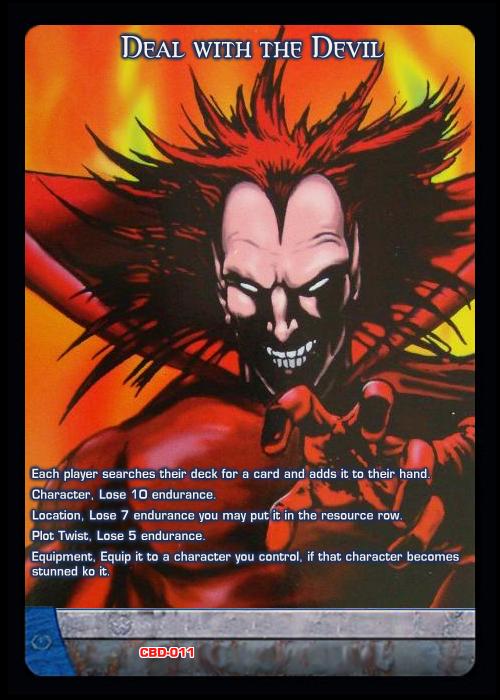 Deal with the Devil
Each player searches their deck for a card and adds it to their hand.
Character, Lose 10 endurance.
Location, Lose 7 endurance you may put it in the resource row.
Plot Twist, Lose 5 endurance.
Equipment, Equip it to a character you control, if that character becomes
stunned ko it.
CBD-011